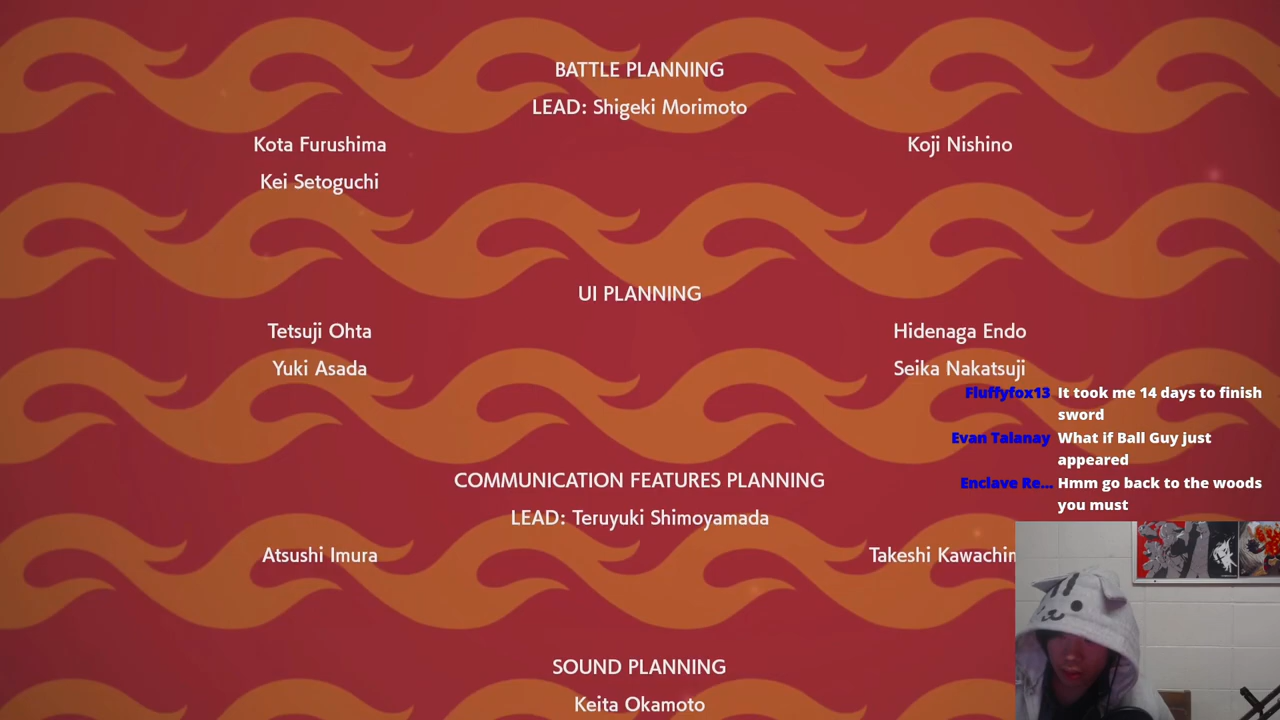 BATTLE PLANNING
LEAD: Shigeki Morimoto
Kota Furushima
Koji Nishino
Kei Setoguchi
UI PLANNING
Tetsuji Ohta
Hidenaga Endo
Yuki Asada
Seika Nakatsuji
Fluffyfox13 It took me 14 days to finish
sword
Evan Talanay What if Ball Guy just
appeared
Enclave Re... Hmm go back to the woods
you must
COMMUNICATION FEATURES PLANNING
LEAD: Teruyuki Shimoyamada
Atsushi Imura
Takeshi
SOUND PLANNING
Keita Okamoto